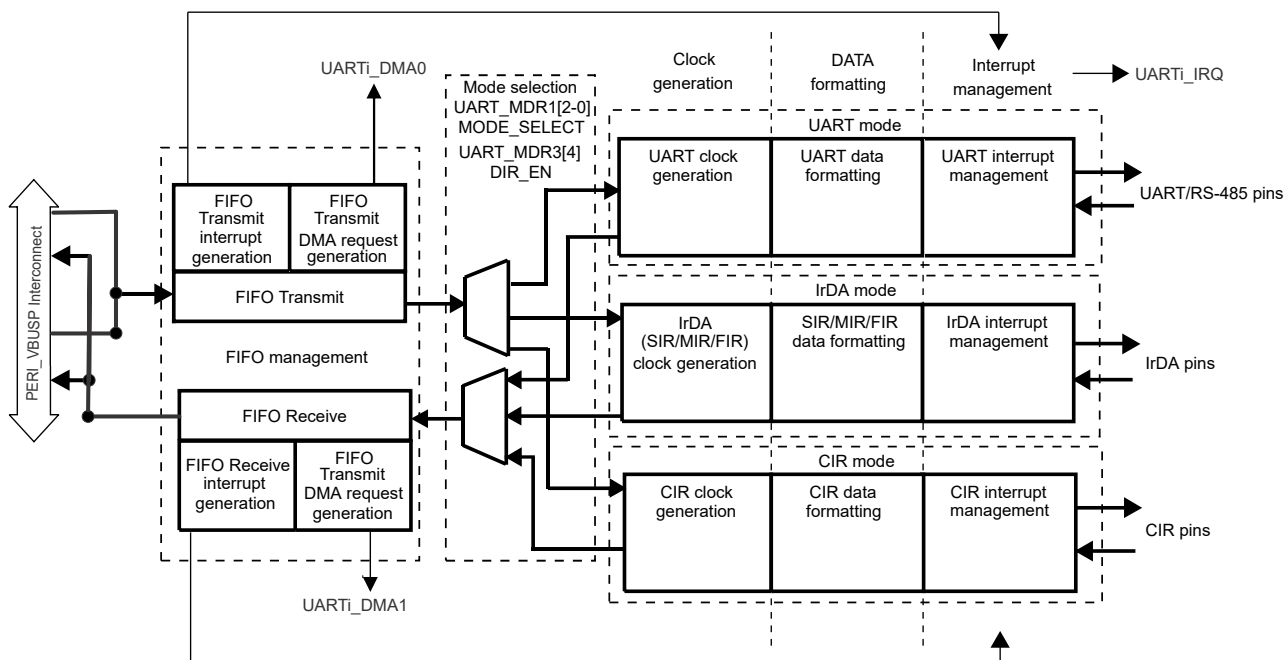 Clock
generation
DATA
formatting
Interrupt
management
UARTi_IRQ
UARTi_DMA0
Mode selection
UART_MDR1[2-0]
MODE_SELECT
UART_MDR3[4]
DIR_EN
PERI_VBUSP Interconnect
FIFO
Transmit
interrupt
generation
FIFO
Transmit
DMA request
generation
FIFO Transmit
FIFO management
FIFO Receive
FIFO Receive
interrupt
generation
FIFO
Transmit
DMA request
generation
UARTi_DMA1
UART mode
UART clock
generation
UART data
formatting
UART interrupt
management
UART/RS-485 pins
IrDA mode
IrDA
(SIR/MIR/FIR)
clock generation
SIR/MIR/FIR
data formatting
IrDA interrupt
management
IrDA pins
CIR mode
CIR clock
generation
CIR data
formatting
CIR interrupt
management
CIR pins